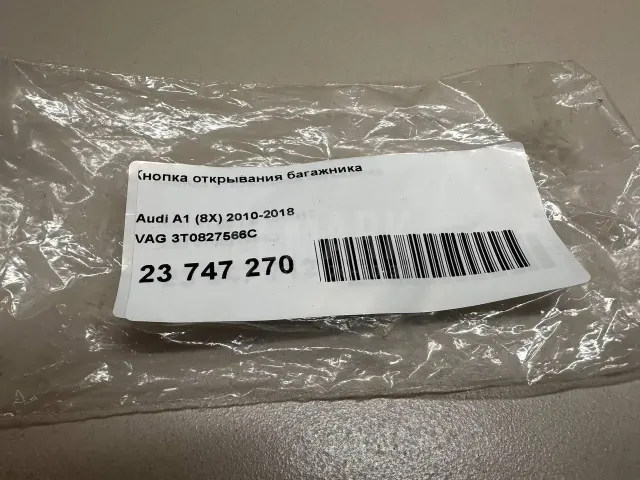 Кнопка открывания багажника
Audi A1 (8X) 2010-2018
VAG 3T0827566C
23 747 270